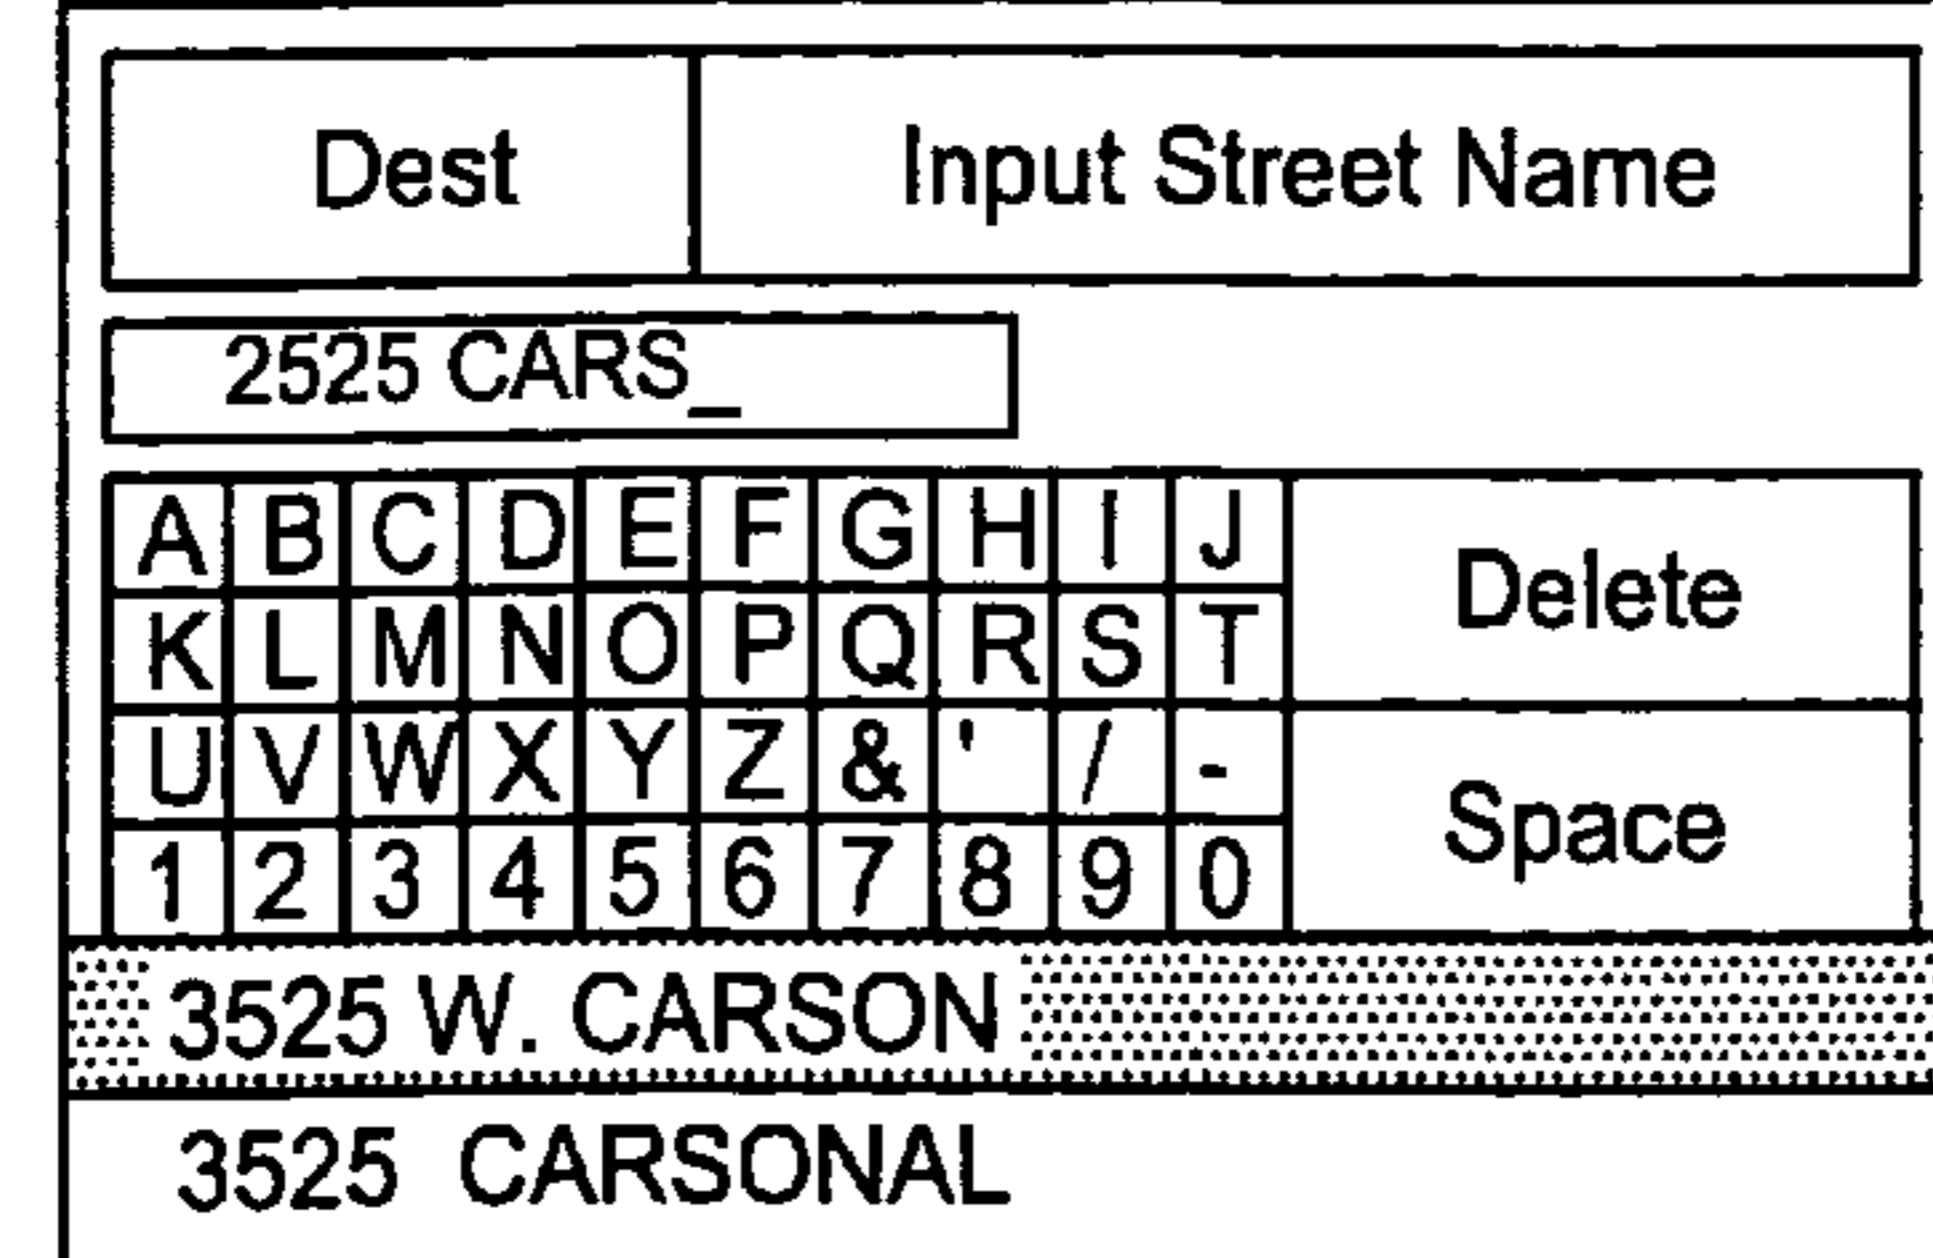 Dest Input Street Name
2525 CARS_
A B C D E F G H I J Delete
K L M N O P Q R S T
U V W X Y Z & ' / - Space
1 2 3 4 5 6 7 8 9 0
3525 W. CARSON
3525 CARSONAL